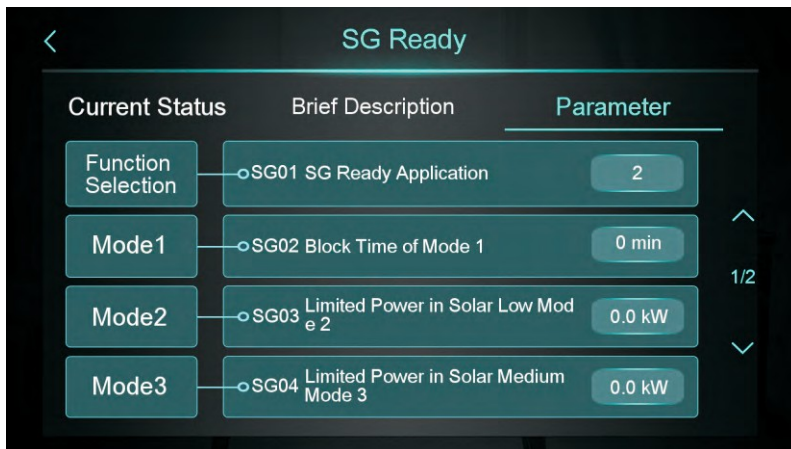 SG Ready
Current Status Brief Description Parameter
Function
Selection
SG01 SG Ready Application 2
Mode1
SG02 Block Time of Mode 1 0 min
1/2
Mode2
SG03 Limited Power in Solar Low Mod
e 2
0.0 kW
Mode3
SG04 Limited Power in Solar Medium
Mode 3
0.0 kW